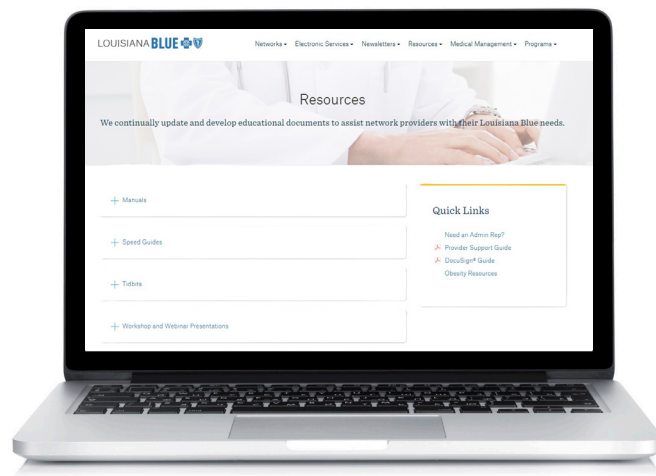 LOUISIANA BLUE
Networks Electronic Services Newsletters Resources Medical Management Programs
Resources
We continually update and develop educational documents to assist network providers with their Louisiana Blue needs.
Manuals
Speed Guides
Tidbits
Workshop and Webinar Presentations
Quick Links
Need an Admin Rep?
Provider Support Guide
DocuSign® Guide
Obesity Resources